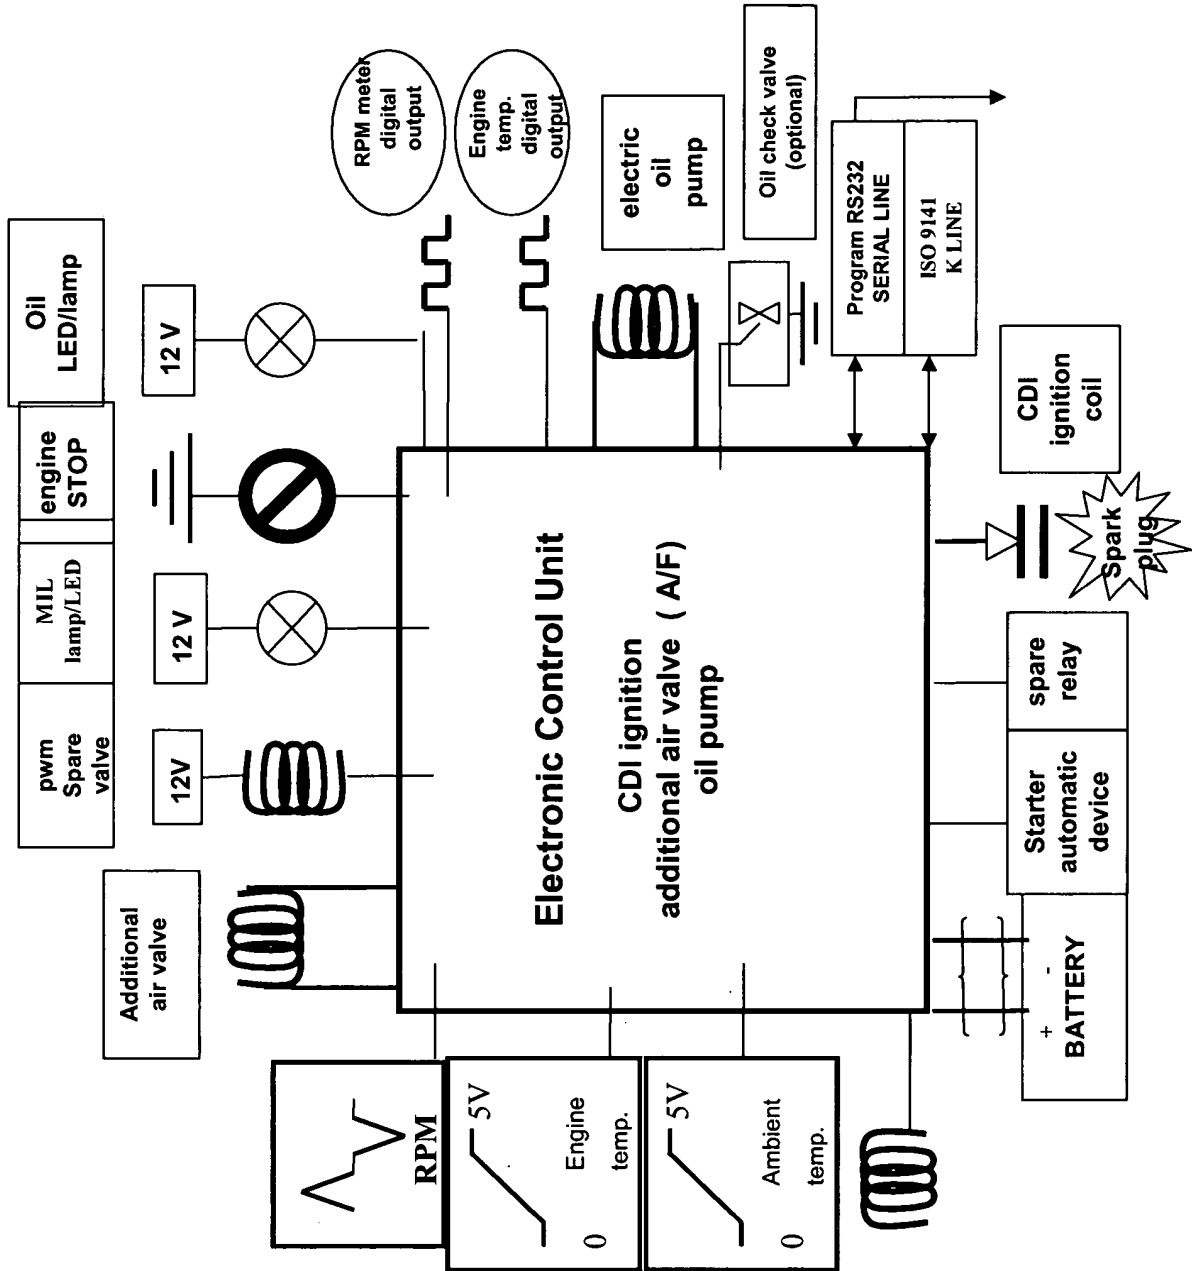 pwm
Spare
valve
MIL
lamp/LED
engine
STOP
Oil
LED/lamp
Additional
air valve
12V
12 V
12 V
RPM
RPM meter
digital
output
5V
Engine
temp.
0
Engine
temp.
digital
output
Electronic Control Unit
CDI ignition
additional air valve ( A/F)
oil pump
electric
oil
pump
5V
Ambient
temp.
0
Oil check valve
(optional)
Program RS232
SERIAL LINE
ISO 9141
K LINE
+ -
BATTERY
Starter
automatic
device
spare
relay
Spark
plug
CDI
ignition
coil